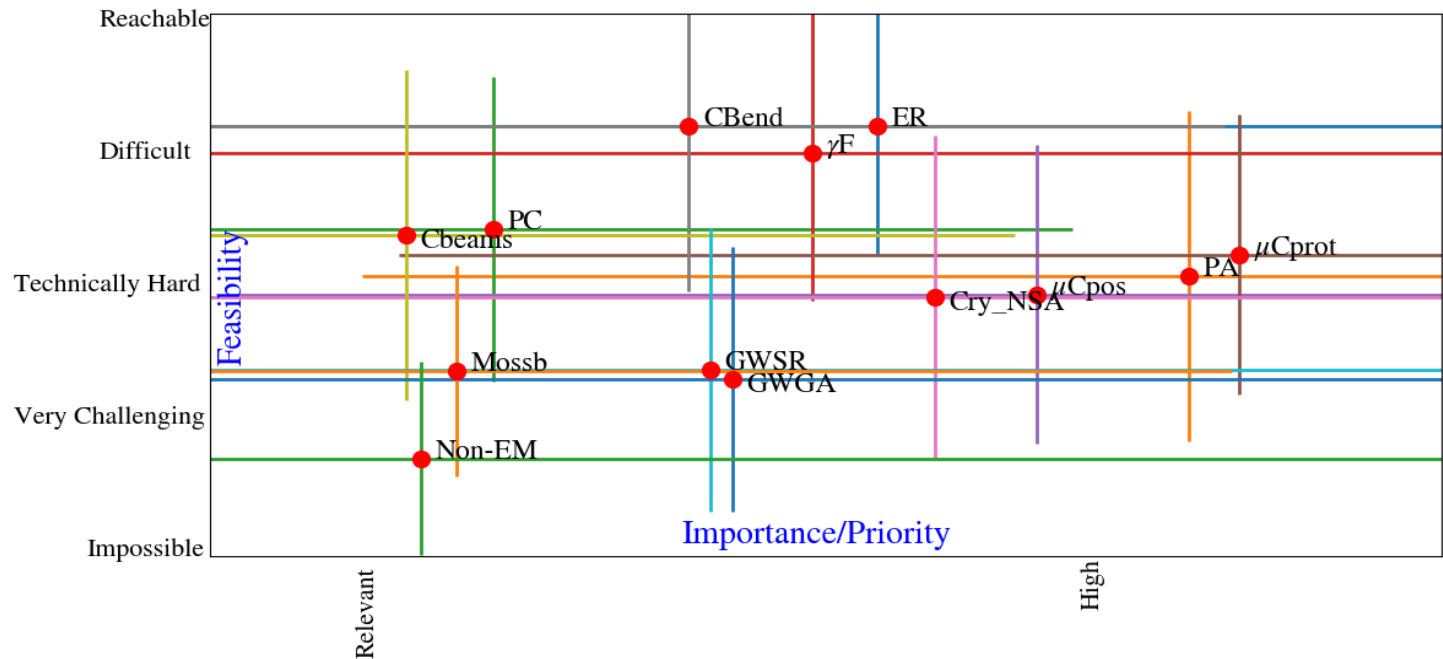 Reachable
CBend
ER
Difficult
γF
PC
Cbeams
Feasibility
μCprot
PA
Technically Hard
μCpos
Cry_NSA
Mossb
GWSR
GWGA
Very Challenging
Non-EM
Importance/Priority
Impossible
Relevant
High